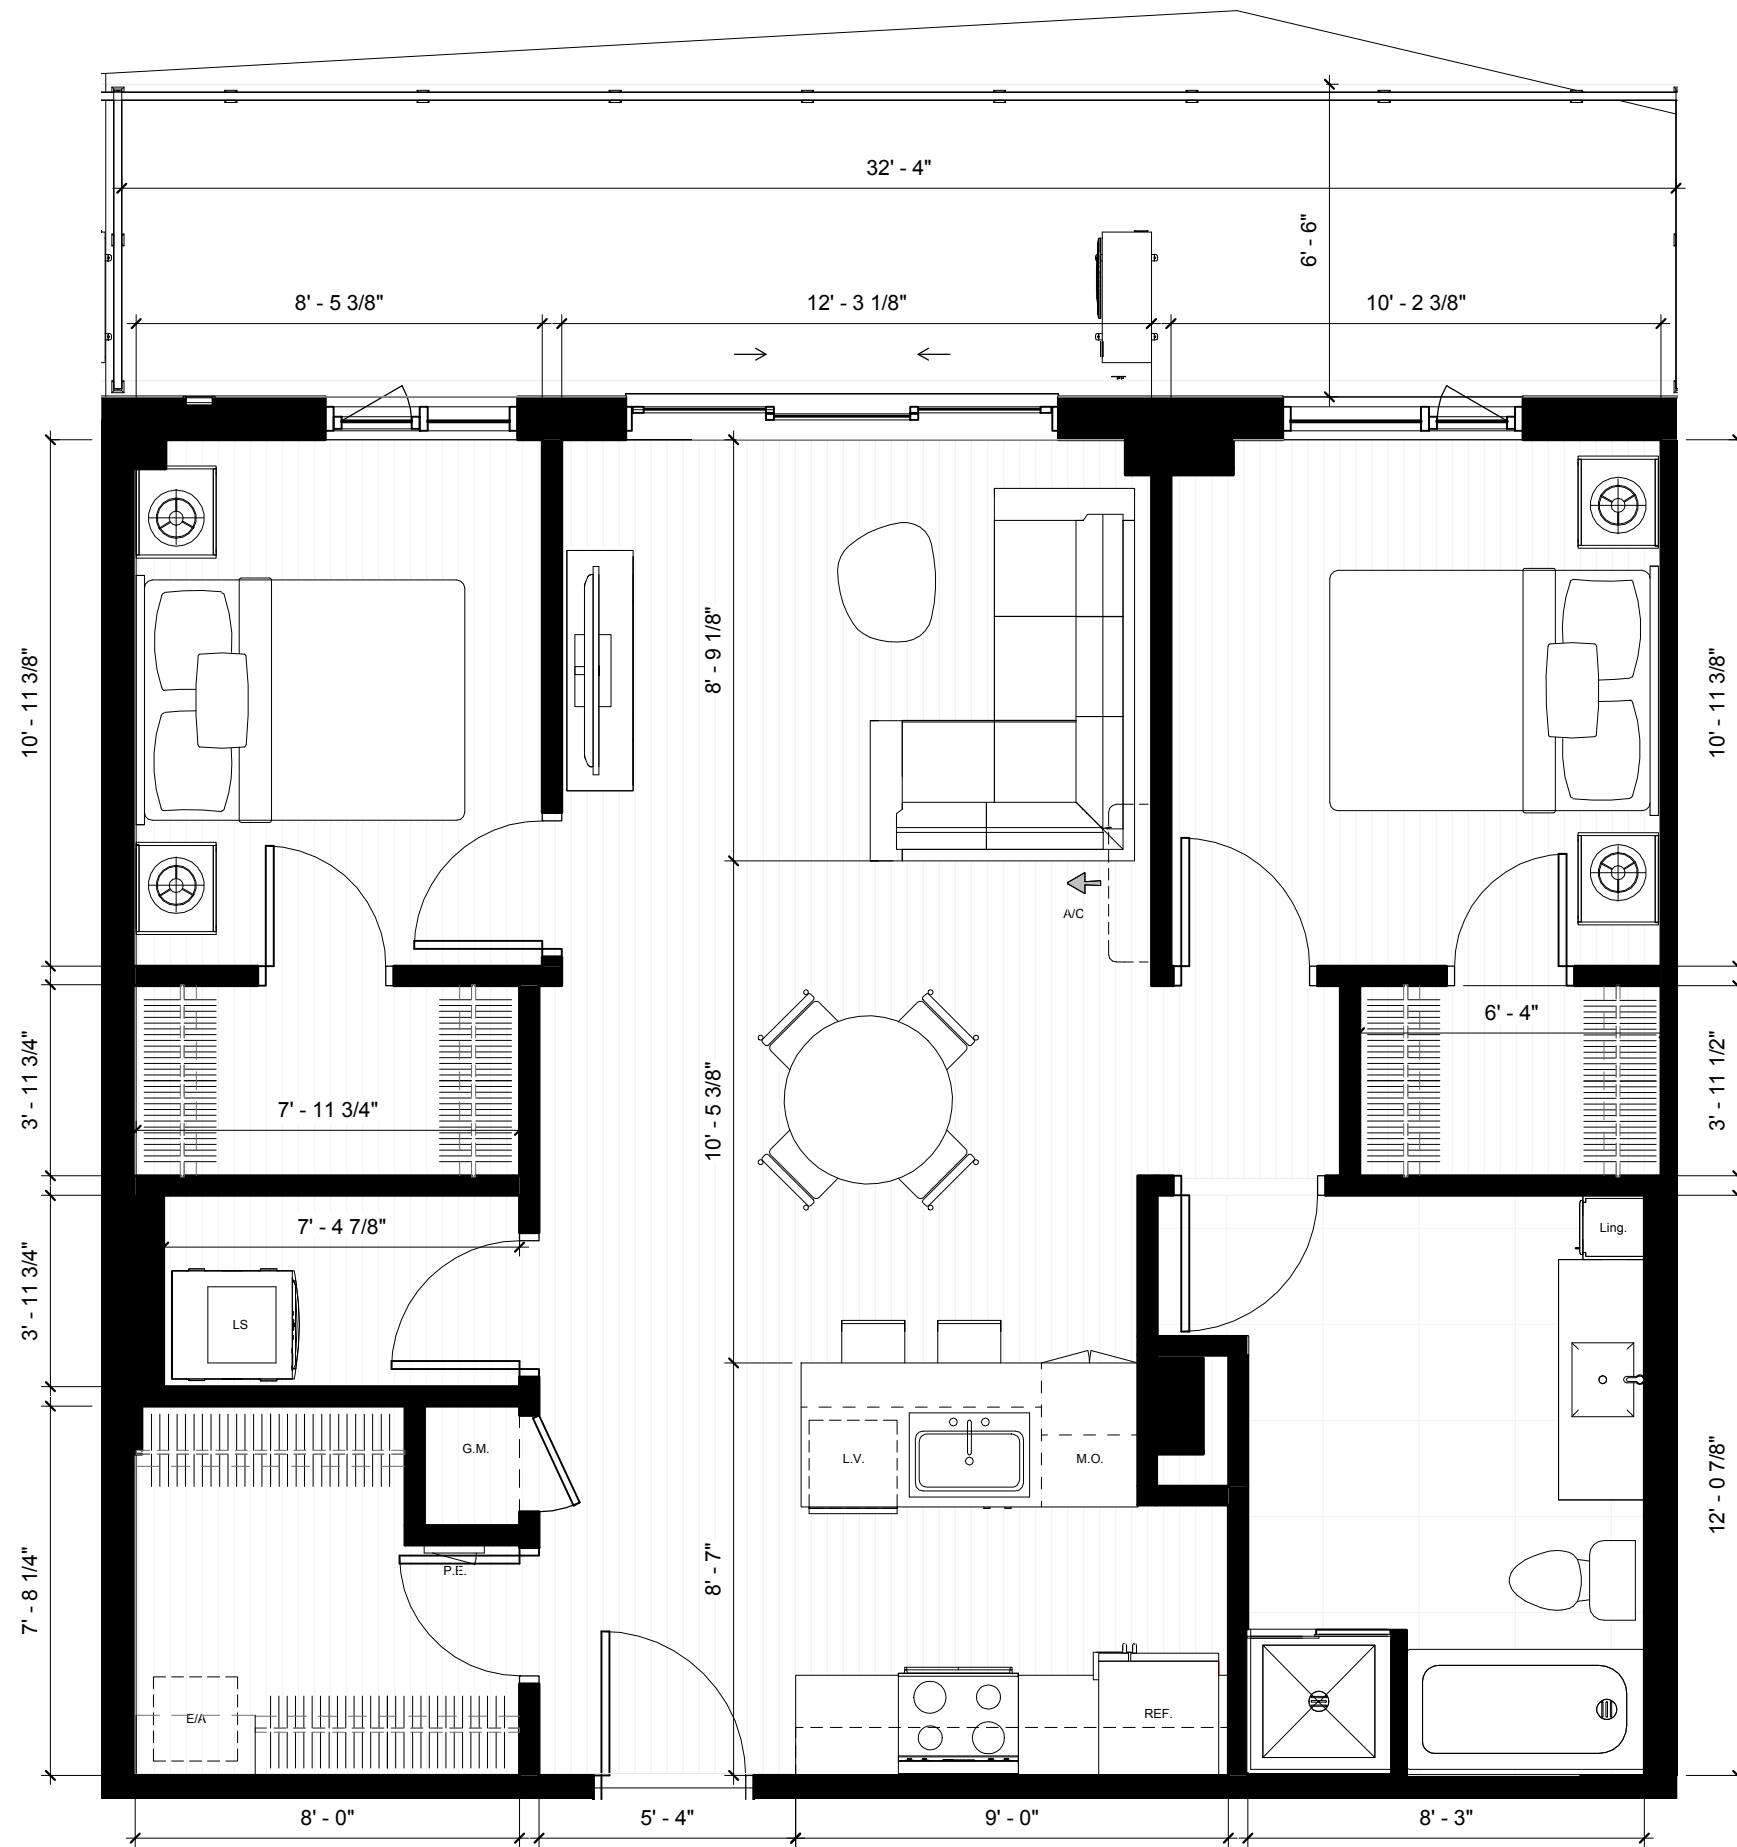 32' - 4"
6' - 6"
8' - 5 3/8"
12' - 3 1/8"
10' - 2 3/8"
10' - 11 3/8"
8' - 9 1/8"
10' - 11 3/8"
A/C
6' - 4"
3' - 11 3/4"
7' - 11 3/4"
10' - 5 3/8"
3' - 11 1/2"
7' - 4 7/8"
Ling.
3' - 11 3/4"
LS
G.M.
L.V.
M.O.
12' - 0 7/8"
P.E.
7' - 8 1/4"
8' - 7"
E/A
REF.
8' - 0"
5' - 4"
9' - 0"
8' - 3"